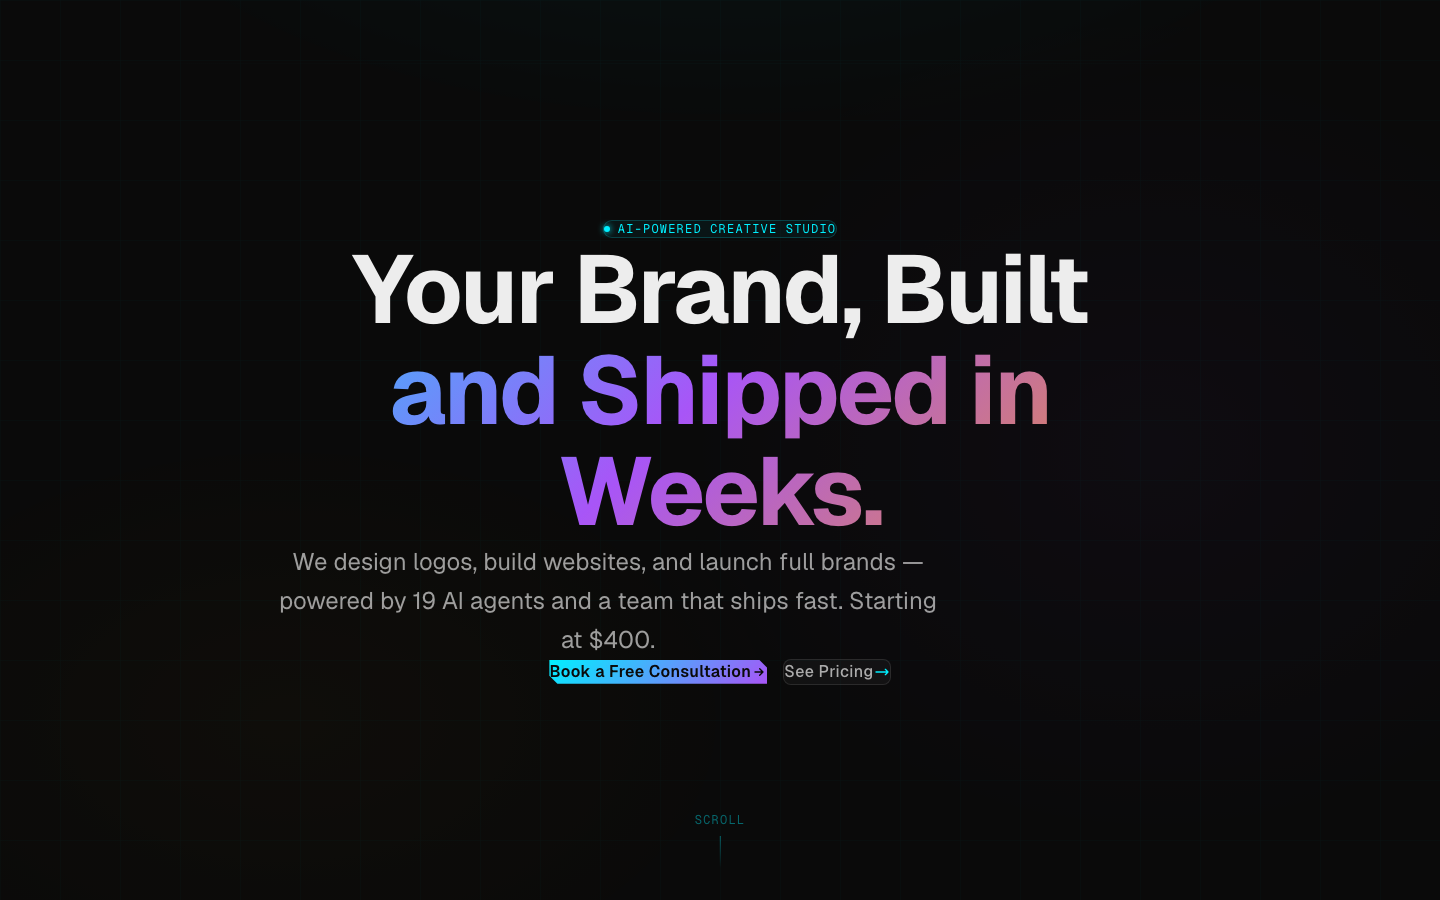 AI-POWERED CREATIVE STUDIO
Your Brand, Built
and Shipped in
Weeks.
We design logos, build websites, and launch full brands —
powered by 19 AI agents and a team that ships fast. Starting
at $400.
Book a Free Consultation → See Pricing →
SCROLL